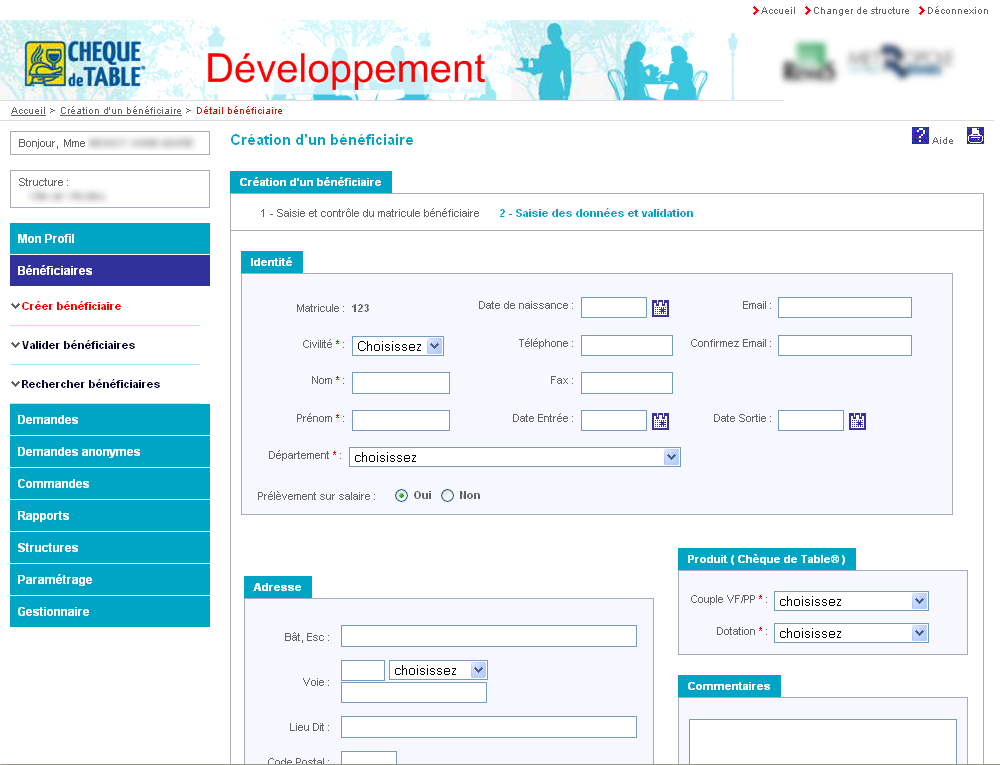 Accueil Changer de structure Déconnexion
CHEQUE
de TABLE®
Développement
Accueil > Création d'un bénéficiaire > Détail bénéficiaire
Bonjour, Mme
Création d'un bénéficiaire
? Aide
Structure :
Création d'un bénéficiaire
1 - Saisie et contrôle du matricule bénéficiaire 2 - Saisie des données et validation
Mon Profil
Bénéficiaires
Créer bénéficiaire
Valider bénéficiaires
Rechercher bénéficiaires
Demandes
Demandes anonymes
Commandes
Rapports
Structures
Paramétrage
Gestionnaire
Identité
Matricule : 123 Date de naissance : Email :
Civilité * : Choisissez Téléphone : Confirmez Email :
Nom * : Fax :
Prénom * : Date Entrée : Date Sortie :
Département * : choisissez
Prélèvement sur salaire : Oui Non
Produit ( Chèque de Table® )
Couple VF/PP * : choisissez
Dotation * : choisissez
Adresse
Bât, Esc :
Voie : choisissez
Lieu Dit :
Code Postal :
Commentaires